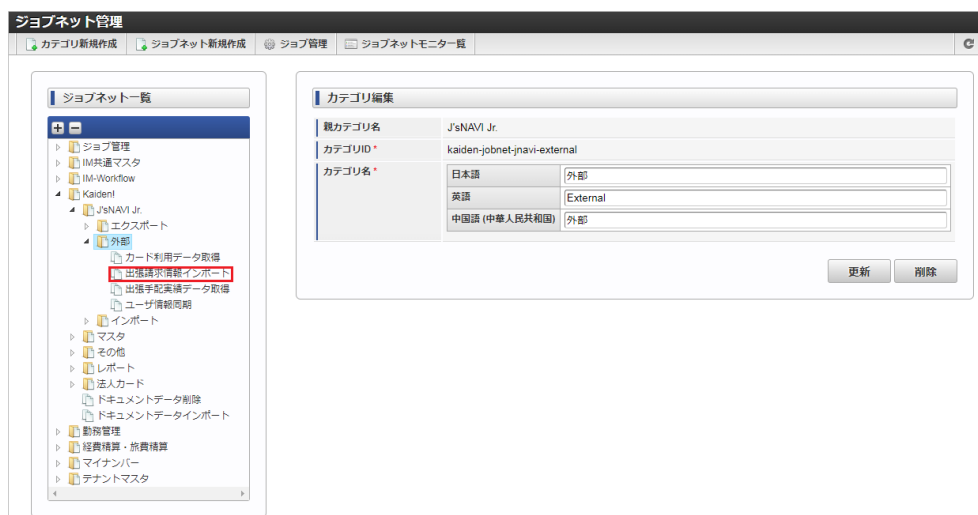 ジョブネット管理
カテゴリ新規作成 ジョブネット新規作成 ジョブ管理 ジョブネットモニター覧
ジョブネット一覧
ジョブ管理
IM共通マスタ
IM-Workflow
Kaiden!
J'sNAVI Jr.
エクスポート
外部
カード利用データ取得
出張請求情報インポート
出張手配実績データ取得
ユーザ情報同期
インポート
マスタ
その他
レポート
法人カード
ドキュメントデータ削除
ドキュメントデータインポート
勤務管理
経費精算・旅費精算
マイナンバー
テナントマスタ
カテゴリ編集
親カテゴリ名 J'sNAVI Jr.
カテゴリID * kaiden-jobnet-jnavi-external
カテゴリ名 * 日本語 外部
英語 External
中国語 (中華人民共和国) 外部
更新 削除